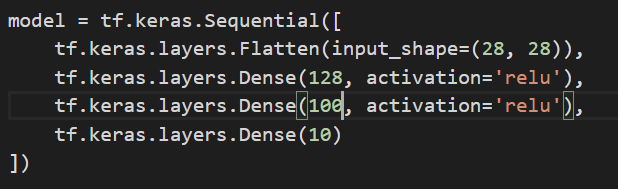 model = tf.keras.Sequential([
    tf.keras.layers.Flatten(input_shape=(28, 28)),
    tf.keras.layers.Dense(128, activation='relu'),
    tf.keras.layers.Dense(100, activation='relu'),
    tf.keras.layers.Dense(10)
])